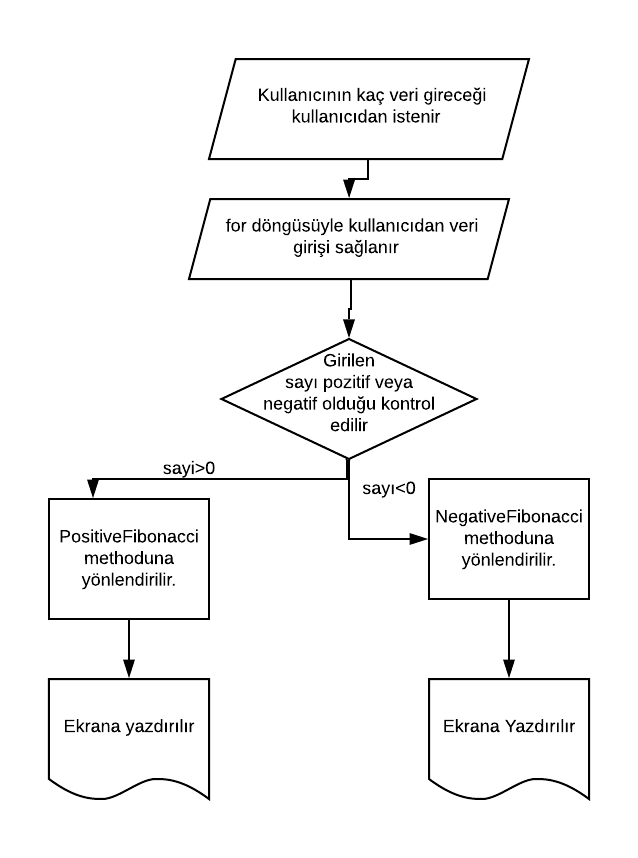 Kullanıcının kaç veri gireceği
kullanıcıdan istenir
for döngüsüyle kullanıcıdan veri
girişi sağlanır
Girilen
sayı pozitif veya
negatif olduğu kontrol
edilir
sayi>0
sayı<0
PositiveFibonacci
methoduna
yönlendirilir.
NegativeFibonacci
methoduna
yönlendirilir.
Ekrana yazdırılır
Ekrana Yazdırılır